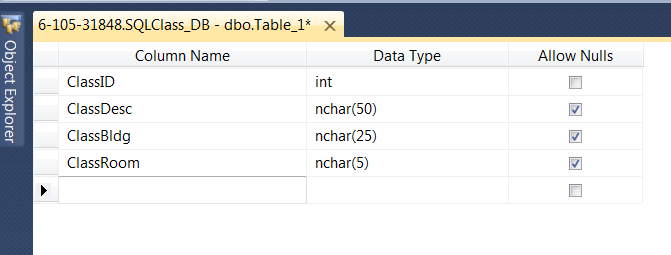 6-105-31848.SQLClass_DB - dbo.Table_1*
Object Explorer
Column Name Data Type Allow Nulls
ClassID int
ClassDesc nchar(50)
ClassBldg nchar(25)
ClassRoom nchar(5)